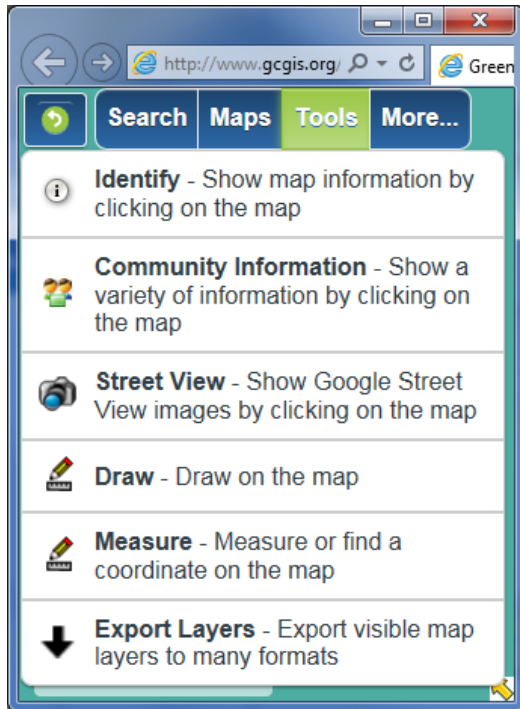 http://www.gcgis.org/
Green
Search Maps Tools More...
Identify - Show map information by
clicking on the map
Community Information - Show a
variety of information by clicking on
the map
Street View - Show Google Street
View images by clicking on the map
Draw - Draw on the map
Measure - Measure or find a
coordinate on the map
Export Layers - Export visible map
layers to many formats